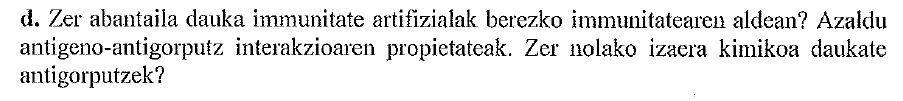 d. Zer abantaila dauka immunitate artifizialak berezko immunitatearen aldean? Azaldu
antigeno-antigorputz interakzioaren propietateak. Zer nolako izaera kimikoa daukate
antigorputzek?